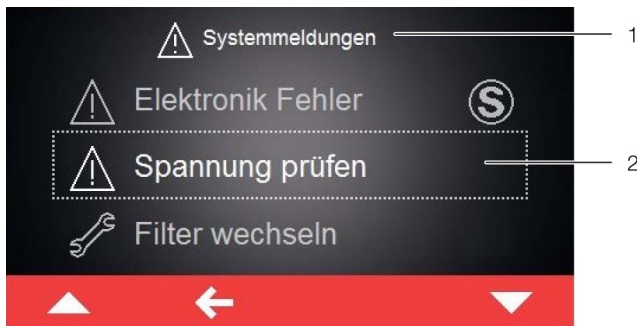 Systemmeldungen 1
Elektronik Fehler S
Spannung prüfen 2
Filter wechseln